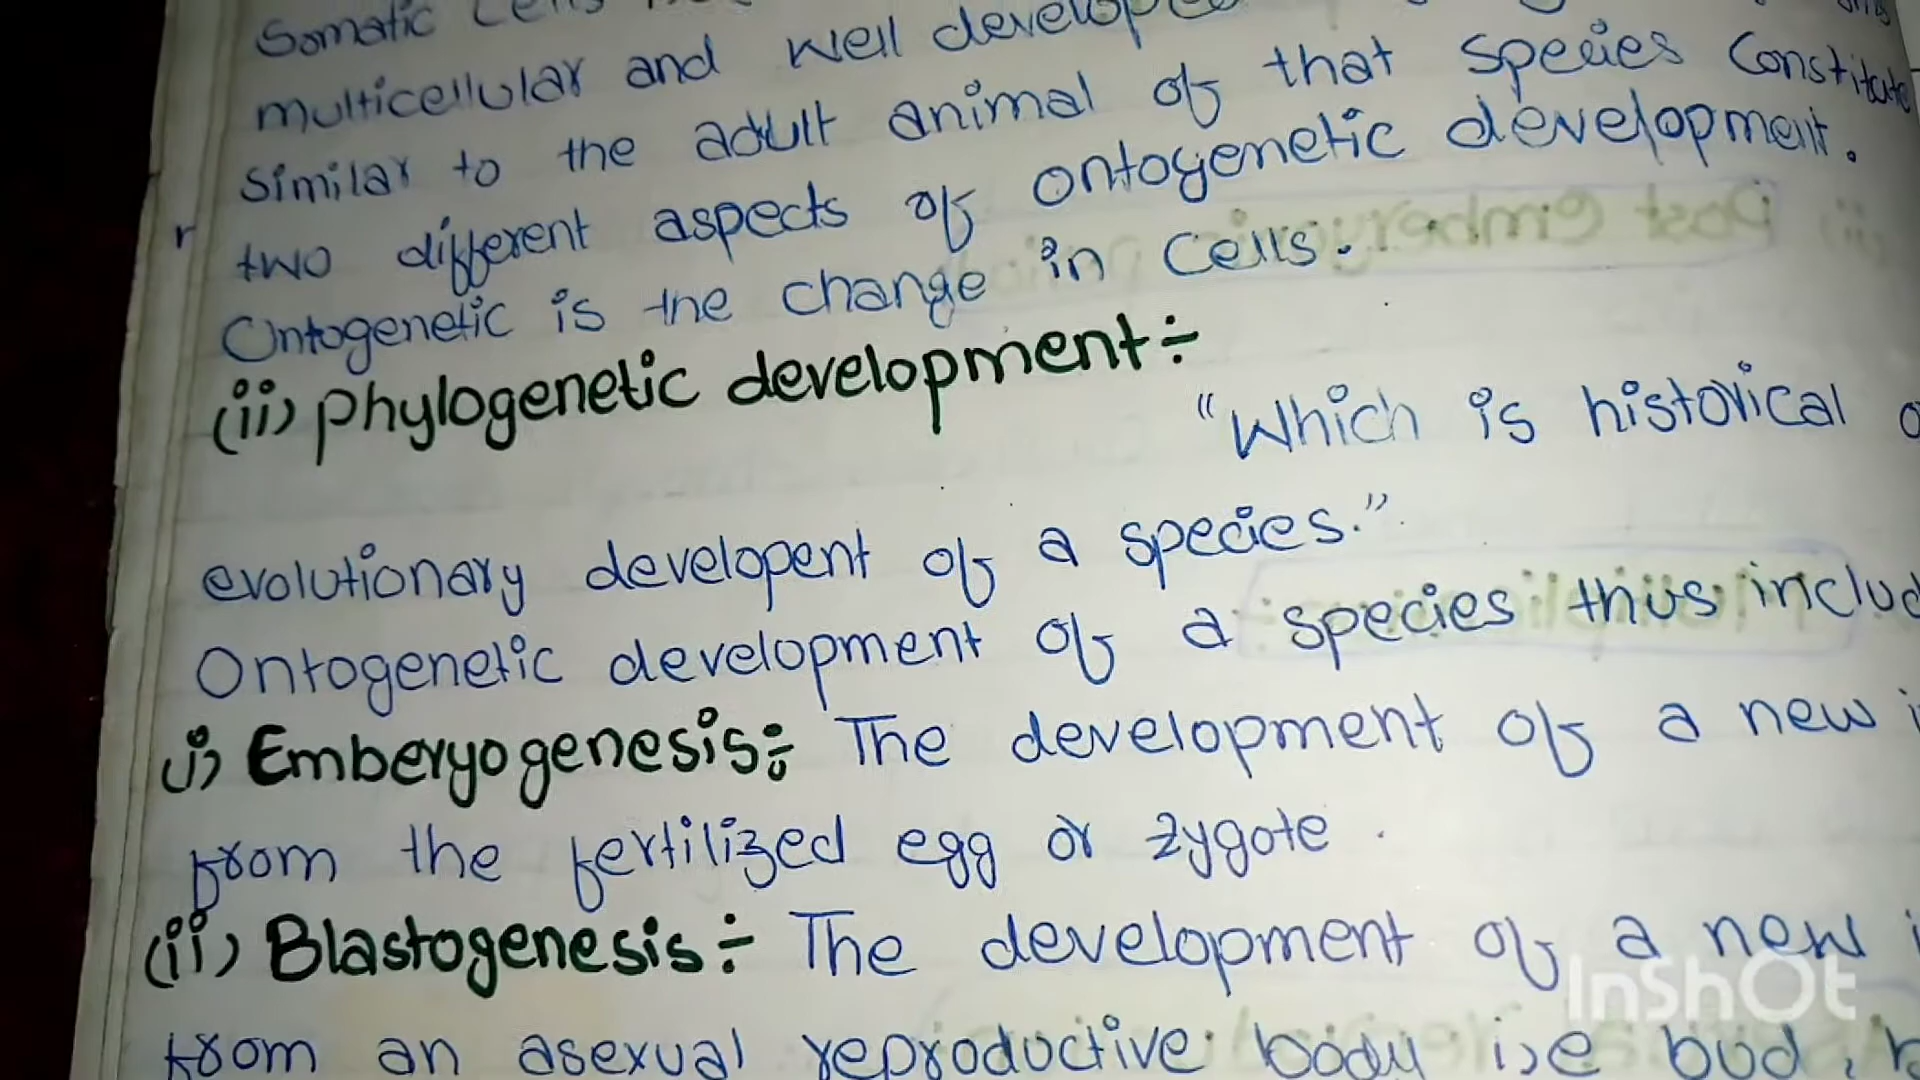 Somatic Cells
multicellular and well developed
Similar to the adult animal of that species Constitute
two different aspects of ontogenetic development.
Ontogenetic is the change in Cells.
(ii) phylogenetic development÷
"Which is historical
evolutionary developent of a species."
Ontogenetic development of a species thus includ
i) Emberyogenesis÷ The development of a new i
from the fertilized egg or zygote.
(ii) Blastogenesis÷ The development of a new i
from an asexual reproductive body i.e bud, b
InShOt